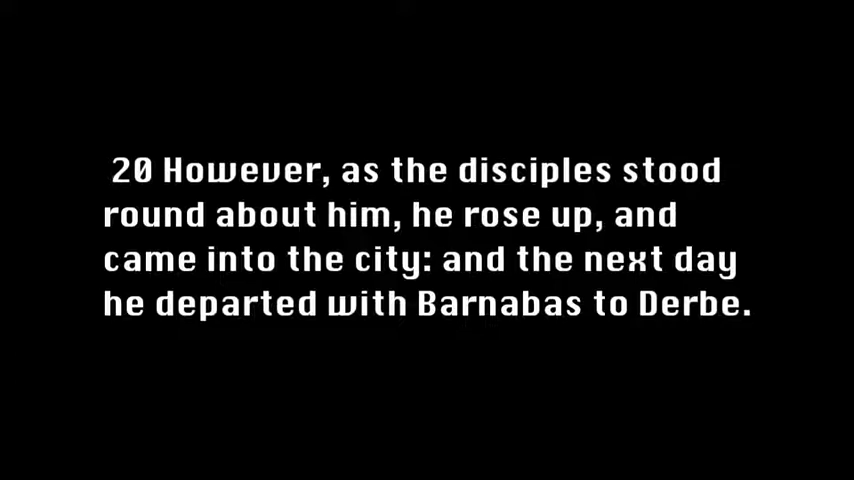 20 However, as the disciples stood
round about him, he rose up, and
came into the city: and the next day
he departed with Barnabas to Derbe.